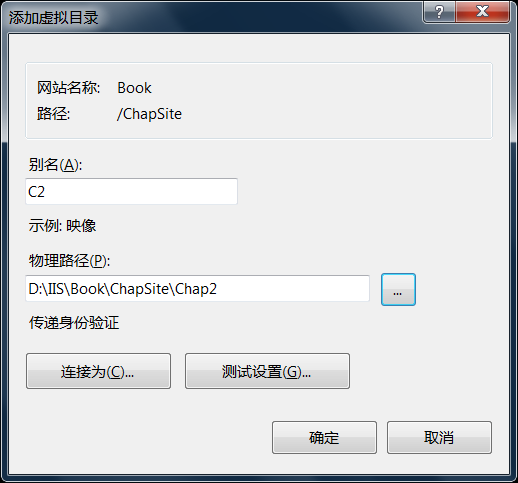 添加虚拟目录
网站名称: Book
路径: /ChapSite
别名(A):
C2
示例: 映像
物理路径(P):
D:\IIS\Book\ChapSite\Chap2
...
传递身份验证
连接为(C)... 测试设置(G)...
确定 取消